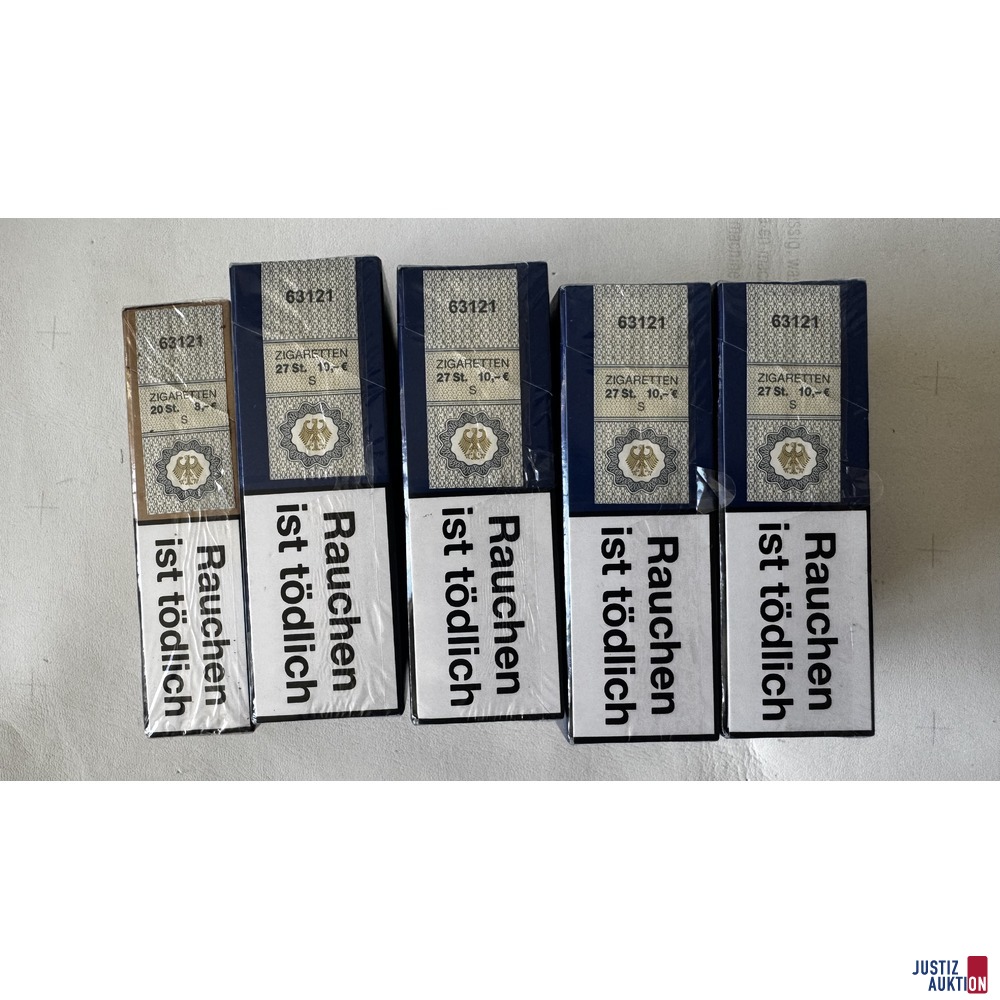 63121
ZIGARETTEN
20 St. 8,– €
S
Rauchen
ist tödlich
63121
ZIGARETTEN
27 St. 10,– €
S
Rauchen
ist tödlich
63121
ZIGARETTEN
27 St. 10,– €
S
Rauchen
ist tödlich
63121
ZIGARETTEN
27 St. 10,– €
S
Rauchen
ist tödlich
63121
ZIGARETTEN
27 St. 10,– €
S
Rauchen
ist tödlich
JUSTIZ
AUKTION